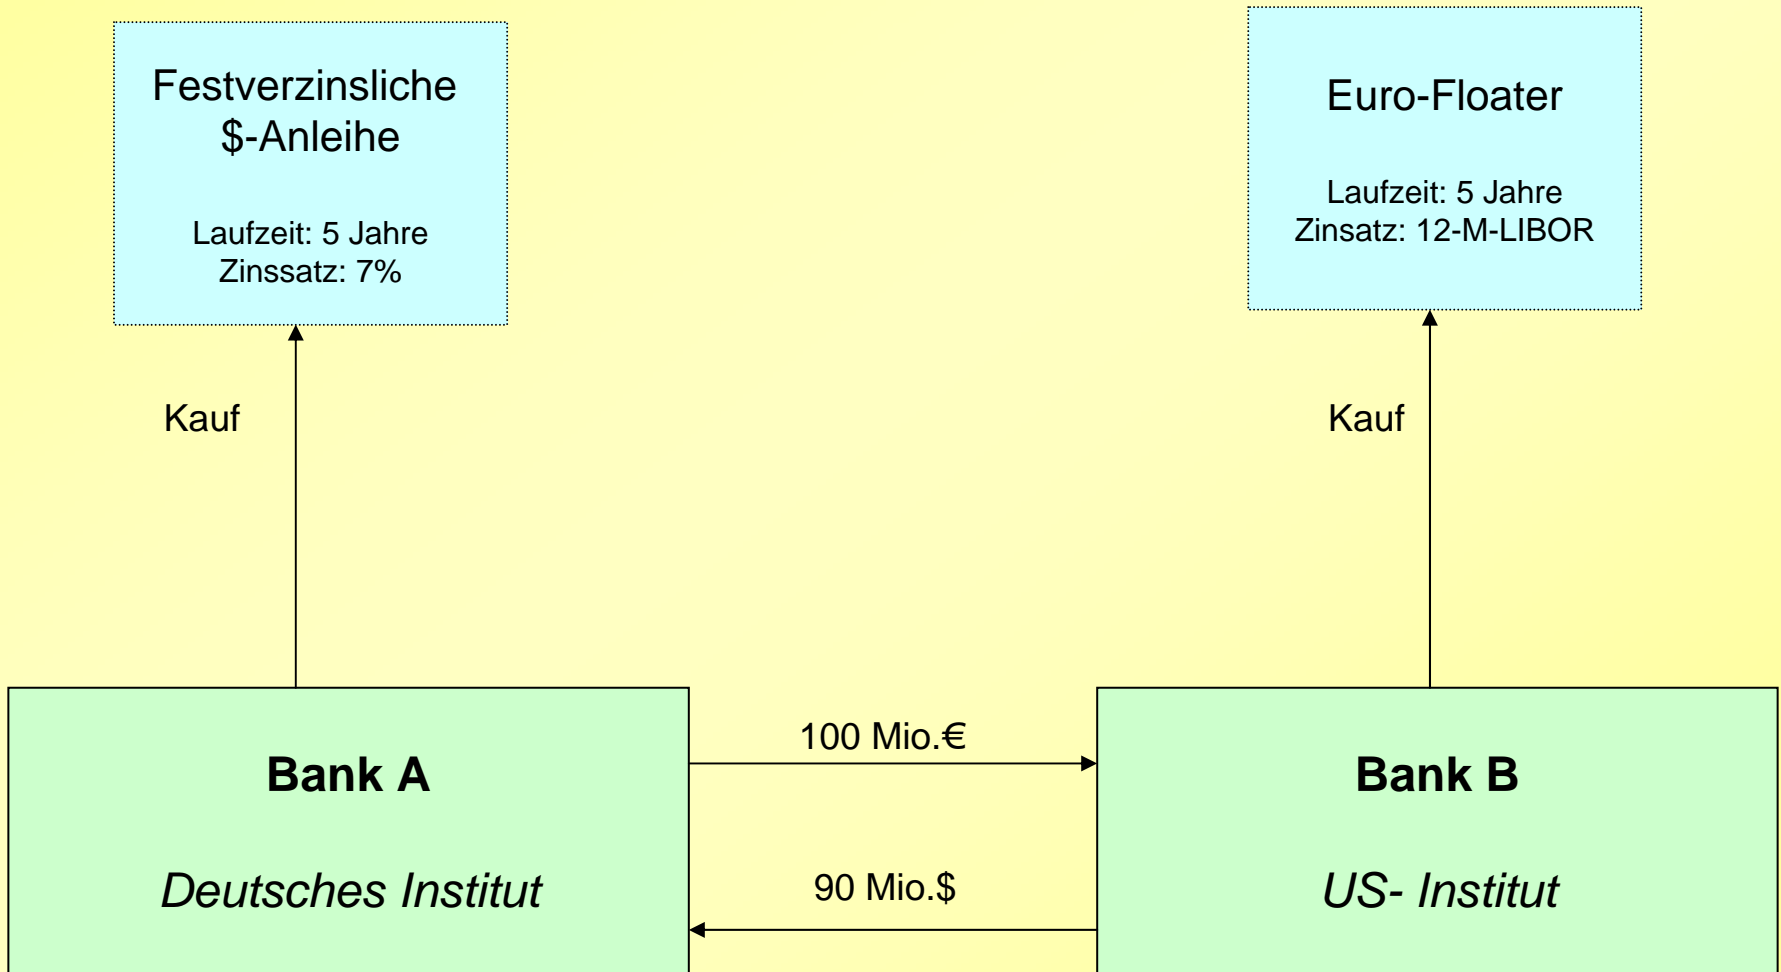 Festverzinsliche
$-Anleihe
Laufzeit: 5 Jahre
Zinssatz: 7%
Euro-Floater
Laufzeit: 5 Jahre
Zinsatz: 12-M-LIBOR
Kauf
Kauf
Bank A
Deutsches Institut
100 Mio.€
90 Mio.$
Bank B
US- Institut